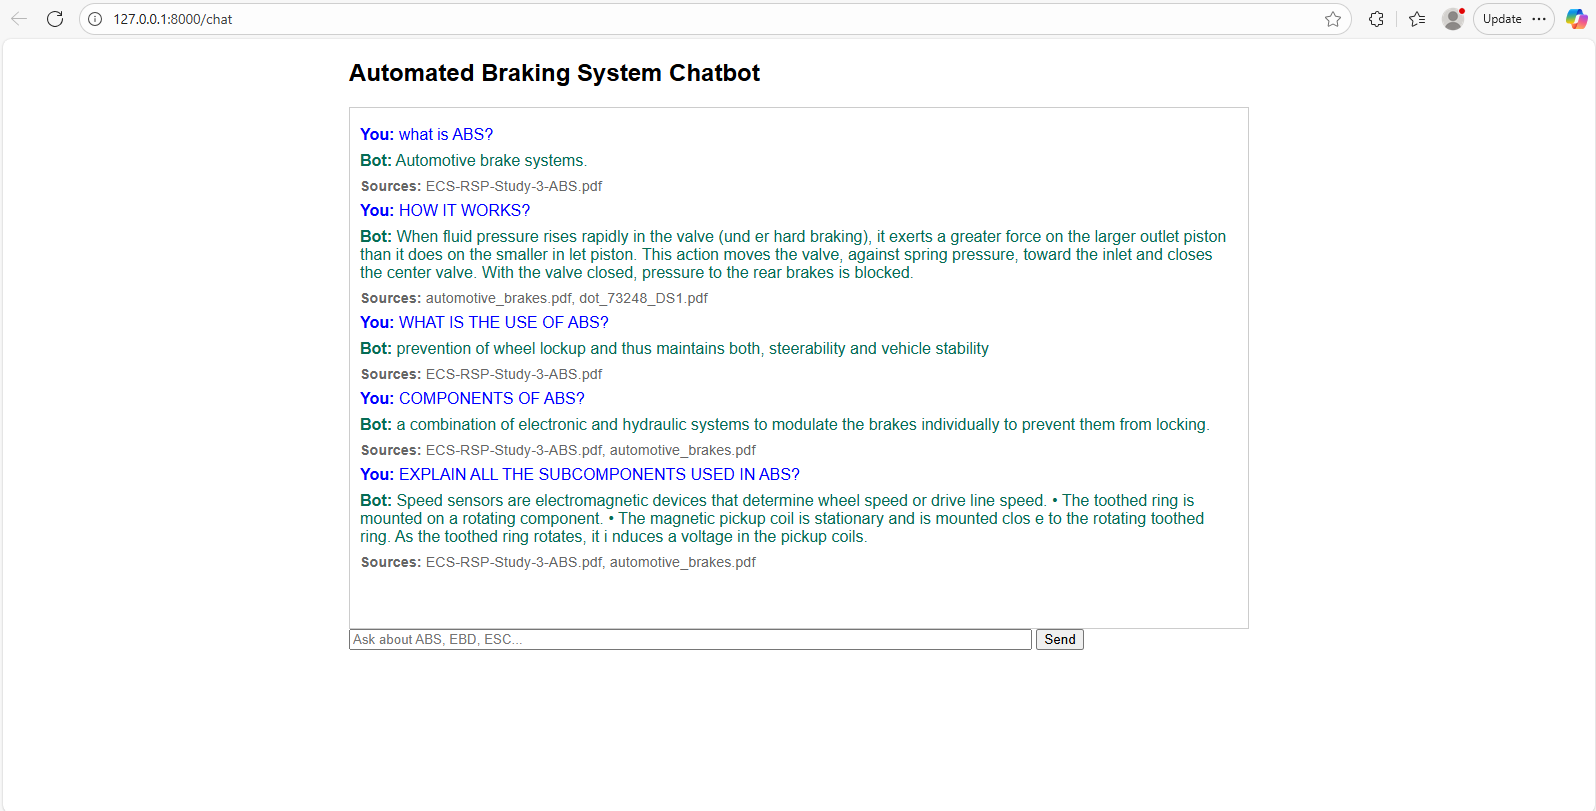 127.0.0.1:8000/chat
Update
Automated Braking System Chatbot
You: what is ABS?
Bot: Automotive brake systems.
Sources: ECS-RSP-Study-3-ABS.pdf
You: HOW IT WORKS?
Bot: When fluid pressure rises rapidly in the valve (und er hard braking), it exerts a greater force on the larger outlet piston
than it does on the smaller in let piston. This action moves the valve, against spring pressure, toward the inlet and closes
the center valve. With the valve closed, pressure to the rear brakes is blocked.
Sources: automotive_brakes.pdf, dot_73248_DS1.pdf
You: WHAT IS THE USE OF ABS?
Bot: prevention of wheel lockup and thus maintains both, steerability and vehicle stability
Sources: ECS-RSP-Study-3-ABS.pdf
You: COMPONENTS OF ABS?
Bot: a combination of electronic and hydraulic systems to modulate the brakes individually to prevent them from locking.
Sources: ECS-RSP-Study-3-ABS.pdf, automotive_brakes.pdf
You: EXPLAIN ALL THE SUBCOMPONENTS USED IN ABS?
Bot: Speed sensors are electromagnetic devices that determine wheel speed or drive line speed. • The toothed ring is
mounted on a rotating component. • The magnetic pickup coil is stationary and is mounted clos e to the rotating toothed
ring. As the toothed ring rotates, it i nduces a voltage in the pickup coils.
Sources: ECS-RSP-Study-3-ABS.pdf, automotive_brakes.pdf
Ask about ABS, EBD, ESC...
Send